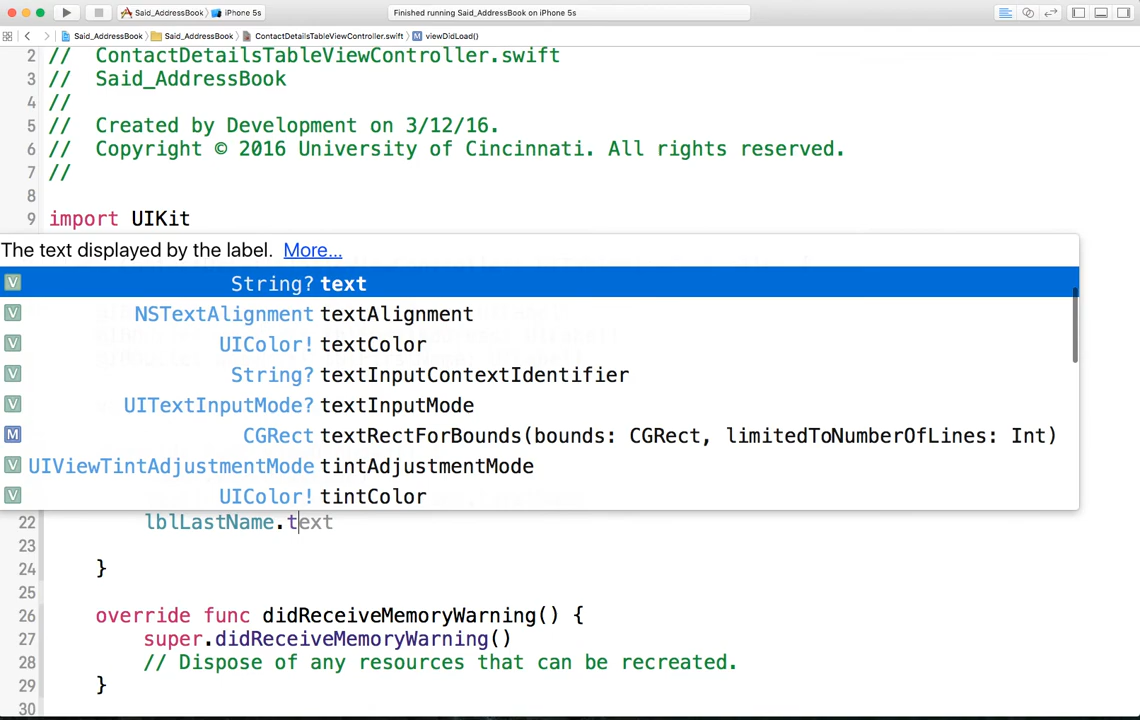 Said_AddressBook iPhone 5s
Finished running Said_AddressBook on iPhone 5s
Said_AddressBook Said_AddressBook ContactDetailsTableViewController.swift M viewDidLoad()
2 // ContactDetailsTableViewController.swift
3 // Said_AddressBook
4 //
5 // Created by Development on 3/12/16.
6 // Copyright © 2016 University of Cincinnati. All rights reserved.
7 //
8
9 import UIKit
The text displayed by the label. More...
V String? text
V NSTextAlignment textAlignment
V UIColor! textColor
V String? textInputContextIdentifier
V UITextInputMode? textInputMode
M CGRect textRectForBounds(bounds: CGRect, limitedToNumberOfLines: Int)
V UIViewTintAdjustmentMode tintAdjustmentMode
V UIColor! tintColor
22 lblLastName.text
23
24 }
25
26 override func didReceiveMemoryWarning() {
27 super.didReceiveMemoryWarning()
28 // Dispose of any resources that can be recreated.
29 }
30